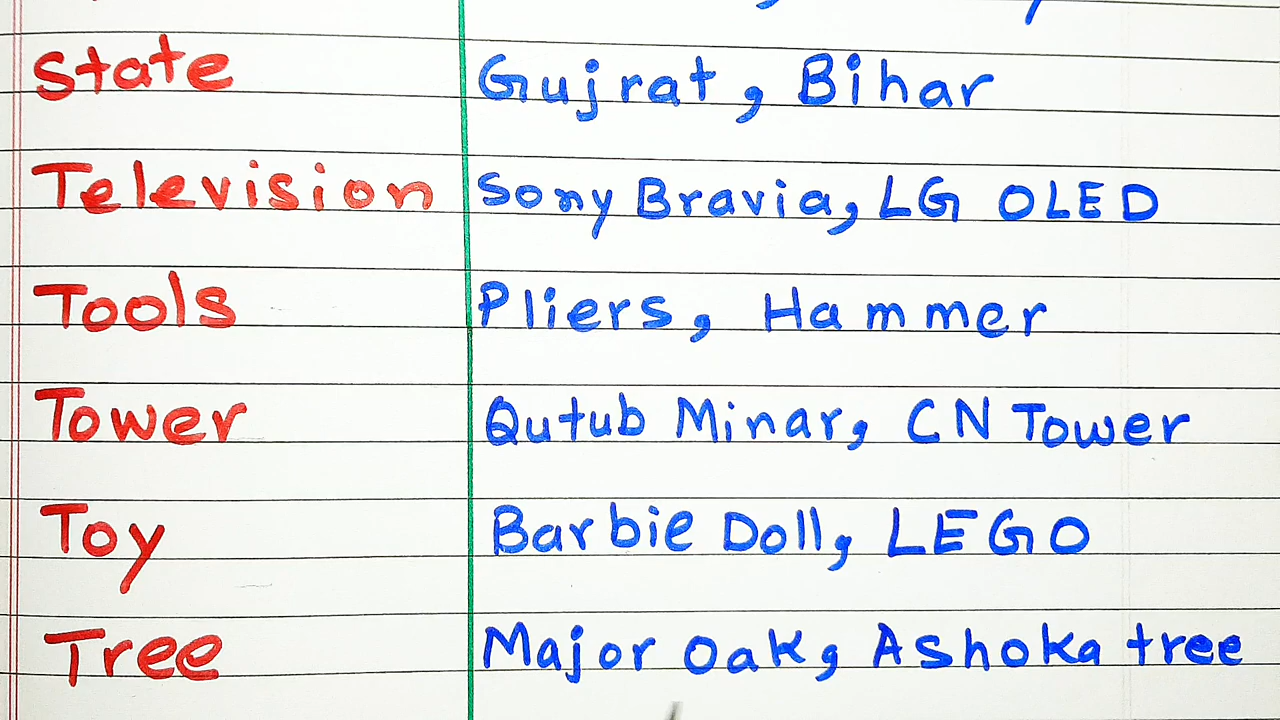 State Gujrat, Bihar
Television Sony Bravia, LG OLED
Tools Pliers, Hammer
Tower Qutub Minar, CN Tower
Toy Barbie Doll, LEGO
Tree Major Oak, Ashoka tree